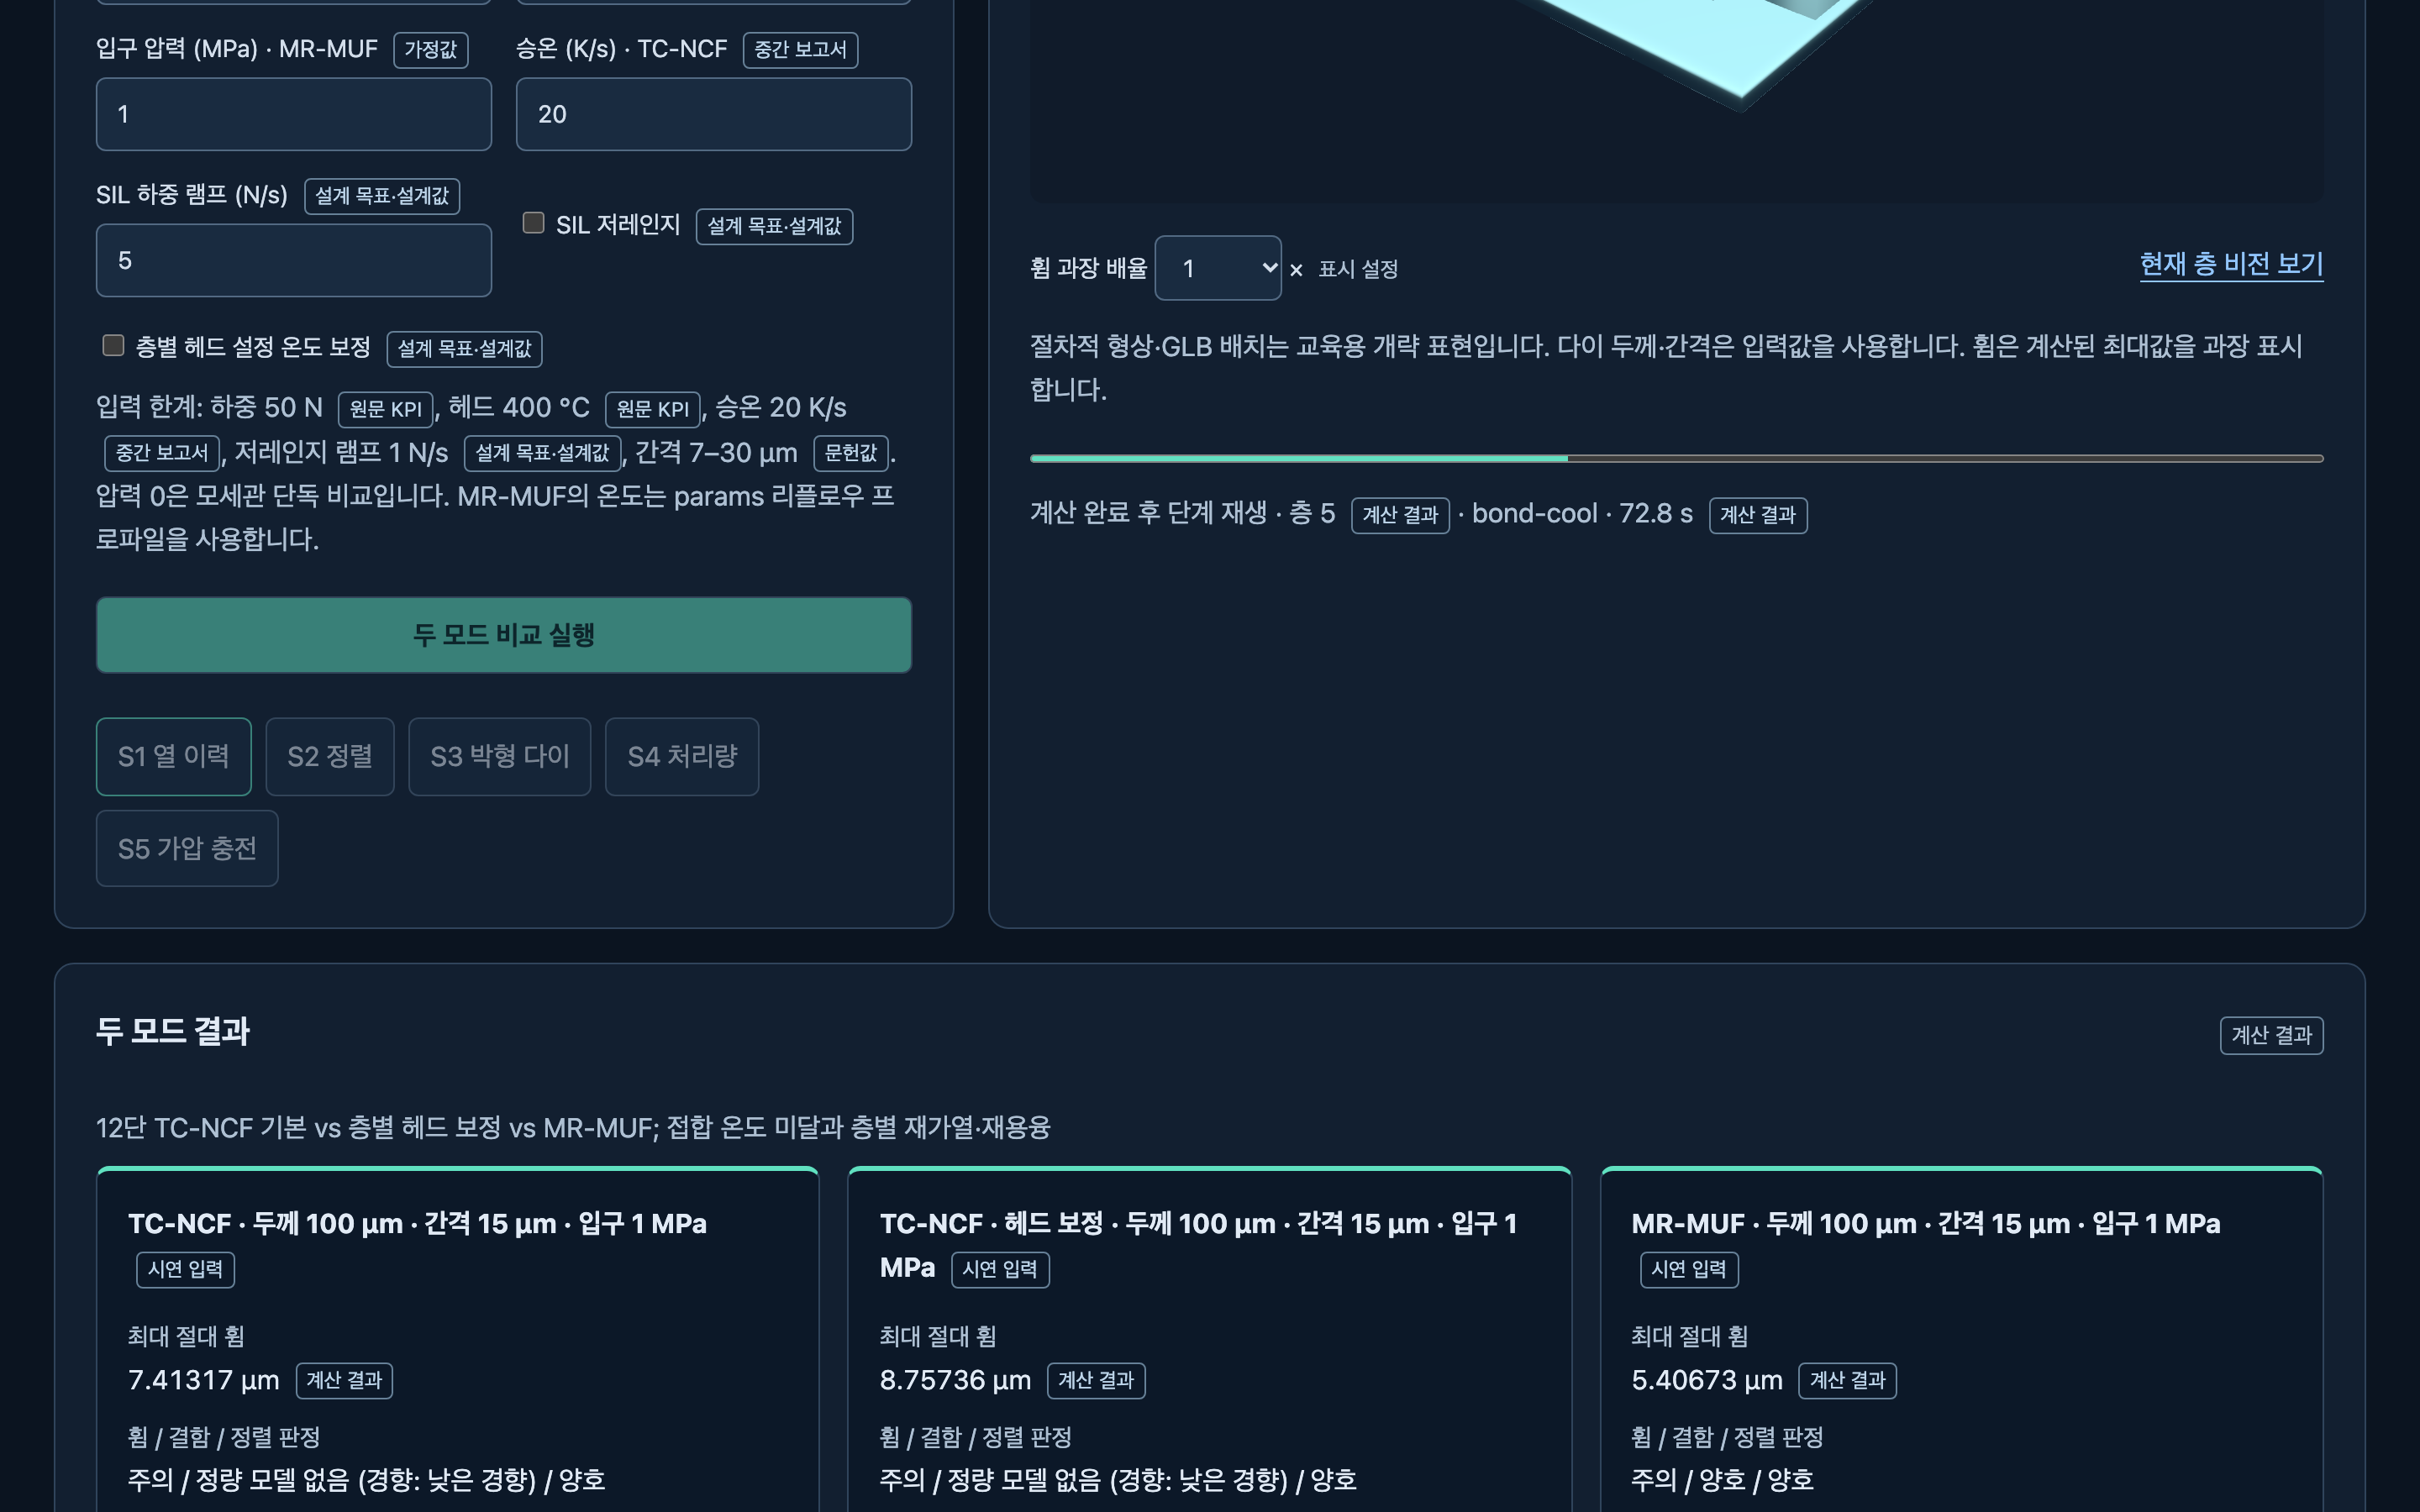 입구 압력 (MPa) · MR-MUF 가정값
1
승온 (K/s) · TC-NCF 중간 보고서
20
SIL 하중 램프 (N/s) 설계 목표·설계값
5
SIL 저레인지 설계 목표·설계값
층별 헤드 설정 온도 보정 설계 목표·설계값
입력 한계: 하중 50 N 원문 KPI, 헤드 400 °C 원문 KPI, 승온 20 K/s
중간 보고서, 저레인지 램프 1 N/s 설계 목표·설계값, 간격 7–30 µm 문헌값.
압력 0은 모세관 단독 비교입니다. MR-MUF의 온도는 params 리플로우 프
로파일을 사용합니다.
두 모드 비교 실행
S1 열 이력
S2 정렬
S3 박형 다이
S4 처리량
S5 가압 충전
휨 과장 배율 1 × 표시 설정
현재 층 비전 보기
절차적 형상·GLB 배치는 교육용 개략 표현입니다. 다이 두께·간격은 입력값을 사용합니다. 휨은 계산된 최대값을 과장 표시
합니다.
계산 완료 후 단계 재생 · 층 5 계산 결과 · bond-cool · 72.8 s 계산 결과
두 모드 결과
계산 결과
12단 TC-NCF 기본 vs 층별 헤드 보정 vs MR-MUF; 접합 온도 미달과 층별 재가열·재용융
TC-NCF · 두께 100 µm · 간격 15 µm · 입구 1 MPa
시연 입력
최대 절대 휨
7.41317 µm 계산 결과
휨 / 결함 / 정렬 판정
주의 / 정량 모델 없음 (경향: 낮은 경향) / 양호
TC-NCF · 헤드 보정 · 두께 100 µm · 간격 15 µm · 입구 1
MPa 시연 입력
최대 절대 휨
8.75736 µm 계산 결과
휨 / 결함 / 정렬 판정
주의 / 정량 모델 없음 (경향: 낮은 경향) / 양호
MR-MUF · 두께 100 µm · 간격 15 µm · 입구 1 MPa
시연 입력
최대 절대 휨
5.40673 µm 계산 결과
휨 / 결함 / 정렬 판정
주의 / 양호 / 양호